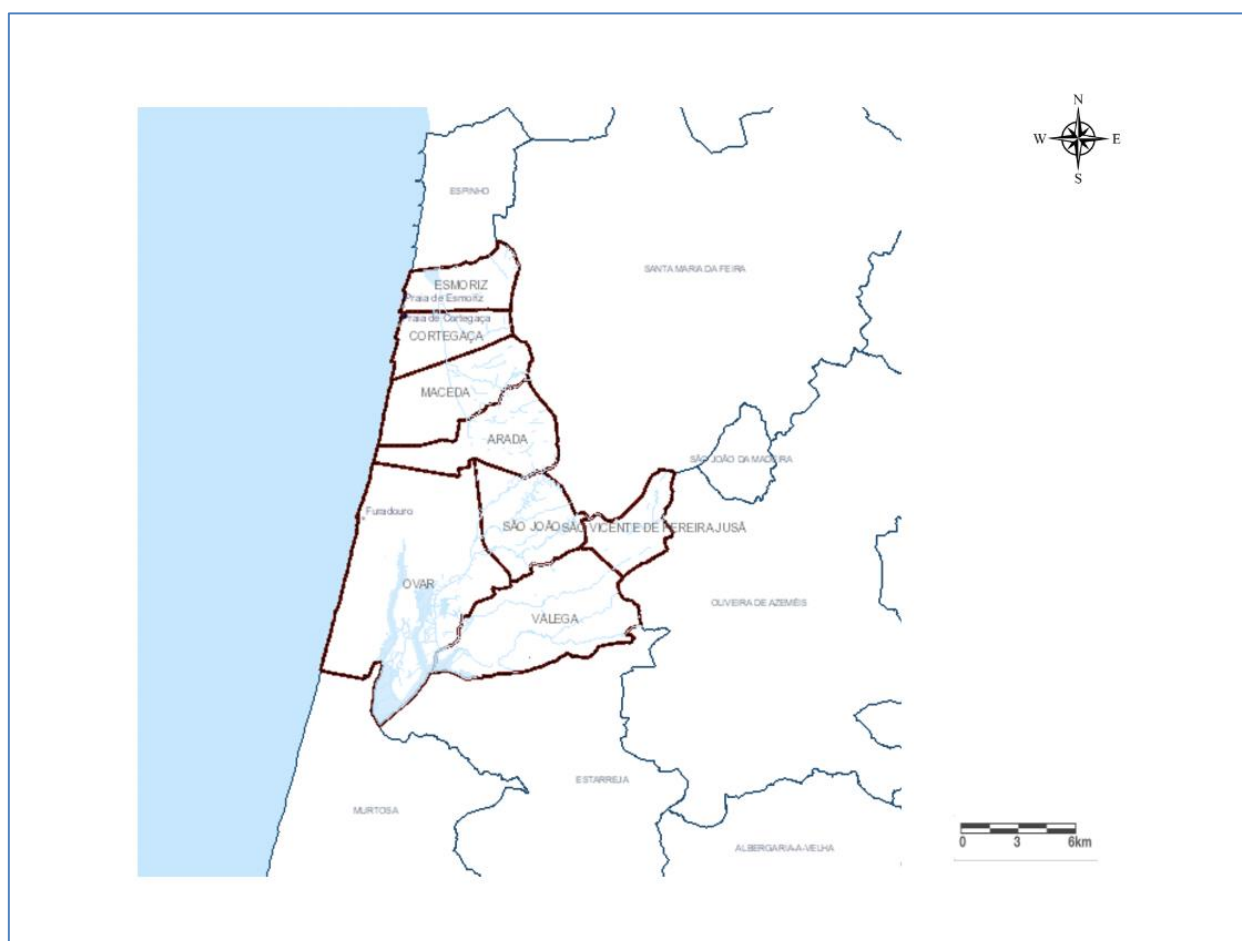 N
W E
S
ESPINHO
SANTA MARIA DA FEIRA
ESMORIZ
Praia de Esmoriz
Praia de Cortegaça
CORTEGAÇA
MACEDA
ARADA
SÃO JOÃO DA MADEIRA
Furadouro
SÃO JOÃO
SÃO VICENTE DE PEREIRA JUSÃ
OVAR
OLIVEIRA DE AZEMÉIS
VÁLEGA
ESTARREJA
MURTOSA
ALBERGARIA-A-VELHA
0 3 6km